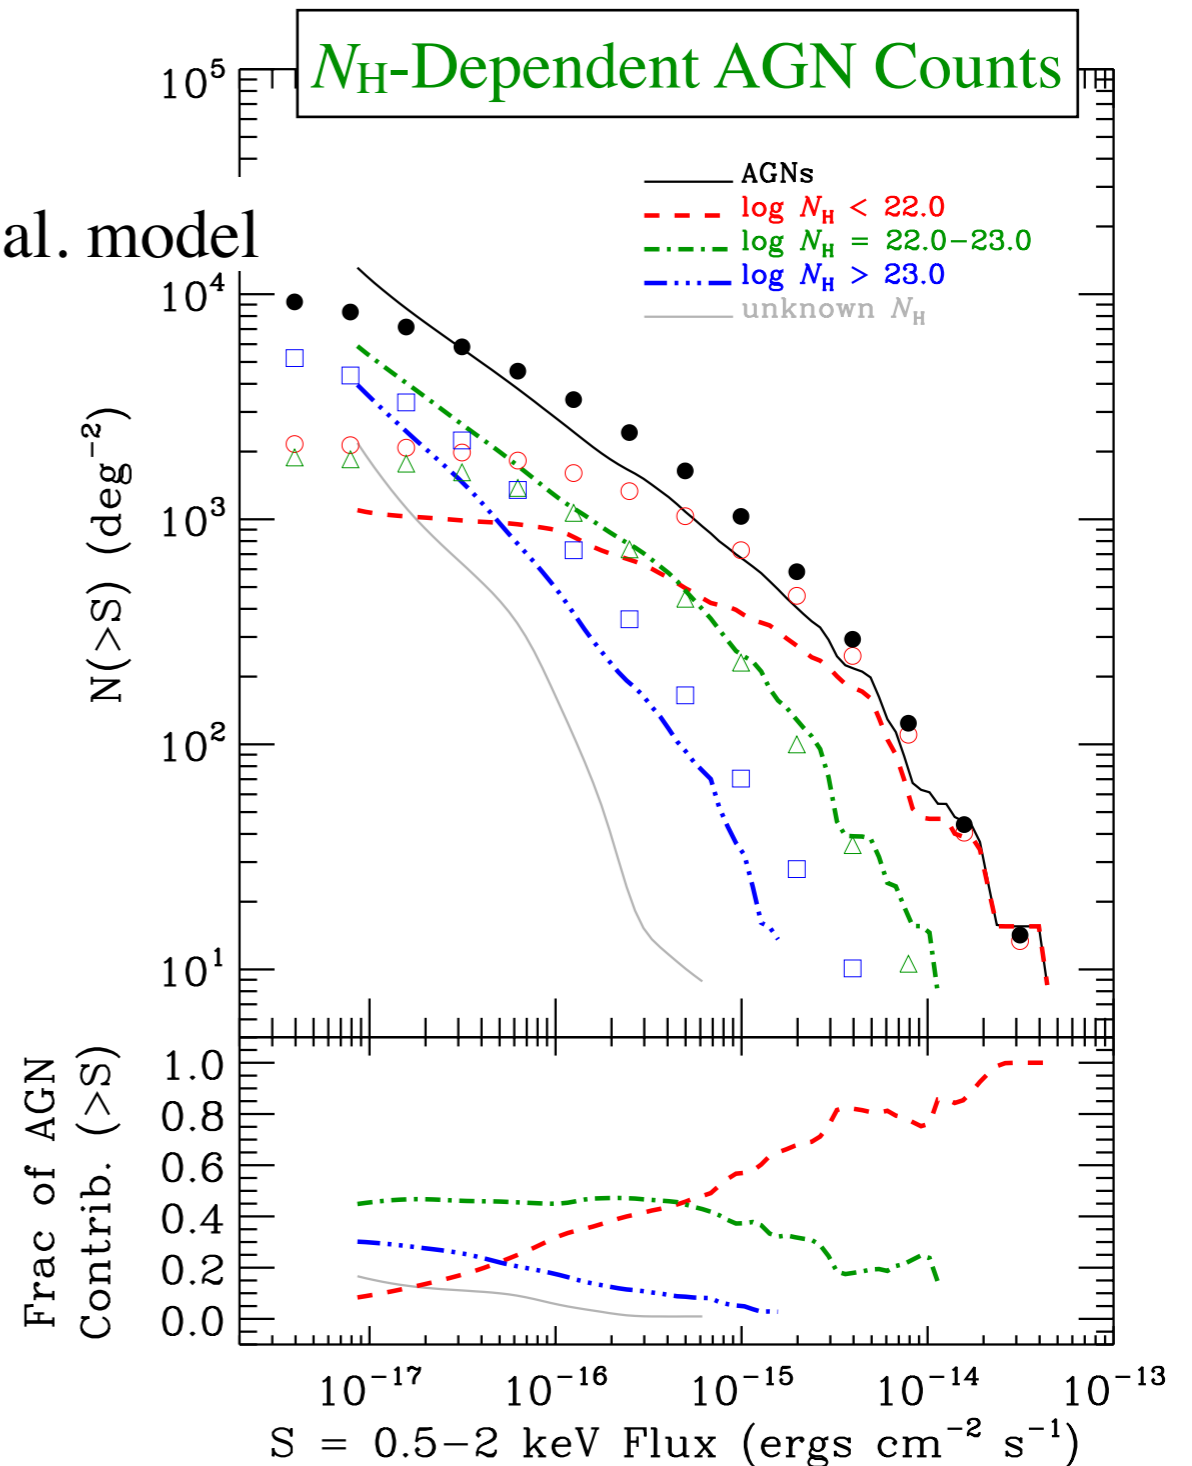 N_H-Dependent AGN Counts
al. model
AGNs
log N_H < 22.0
log N_H = 22.0−23.0
log N_H > 23.0
unknown N_H
10^5
10^4
10^3
10^2
10^1
N(>S) (deg^−2)
1.0
0.8
0.6
0.4
0.2
0.0
Frac of AGN
Contrib. (>S)
10^−17 10^−16 10^−15 10^−14 10^−13
S = 0.5−2 keV Flux (ergs cm^−2 s^−1)